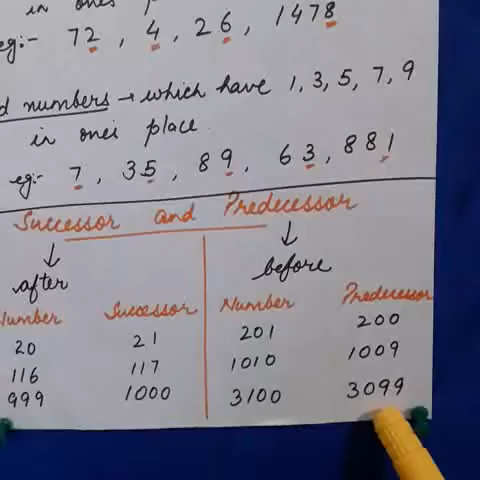 in ones p
eg:- 72, 4, 26, 1478
d numbers → which have 1, 3, 5, 7, 9
in ones place.
eg:- 7, 35, 89, 63, 881
Successor and Predecessor
↓ ↓
after before
Number Successor Number Predecessor
20 21 201 200
116 117 1010 1009
999 1000 3100 3099